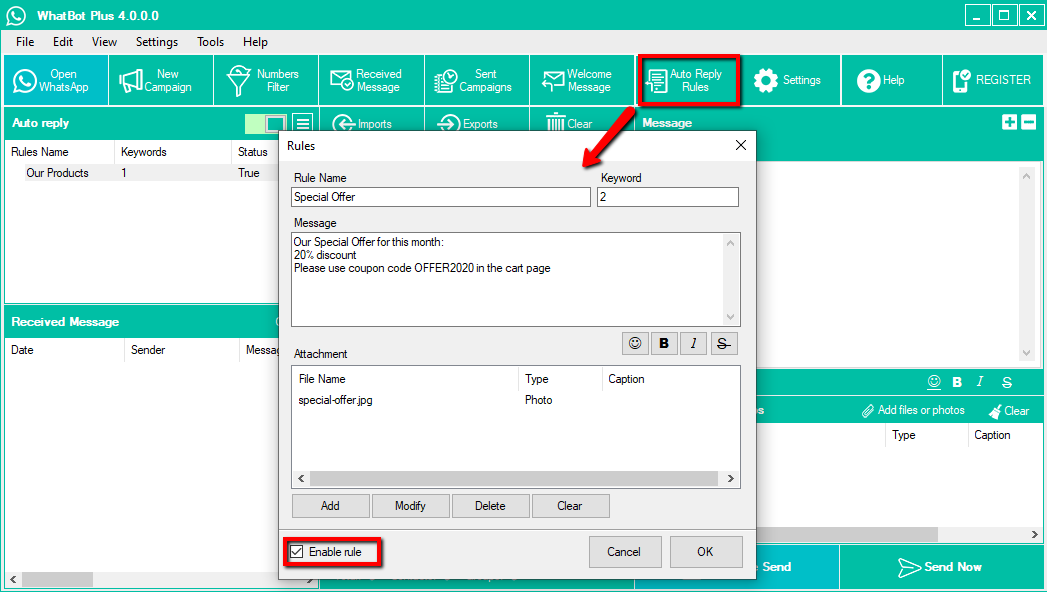 WhatBot Plus 4.0.0.0
File Edit View Settings Tools Help
Open WhatsApp
New Campaign
Numbers Filter
Received Message
Sent Campaigns
Welcome Message
Auto Reply Rules
Settings
Help
REGISTER
Auto reply
Imports
Exports
Clear
Message
Rules Name Keywords Status
Our Products 1 True
Rules
Rule Name Keyword
Special Offer 2
Message
Our Special Offer for this month:
20% discount
Please use coupon code OFFER2020 in the cart page
B I S
Attachment
File Name Type Caption
special-offer.jpg Photo
Add Modify Delete Clear
Enable rule
Cancel OK
Received Message
Date Sender Messag
B I S
Add files or photos Clear
Type Caption
Send
Send Now